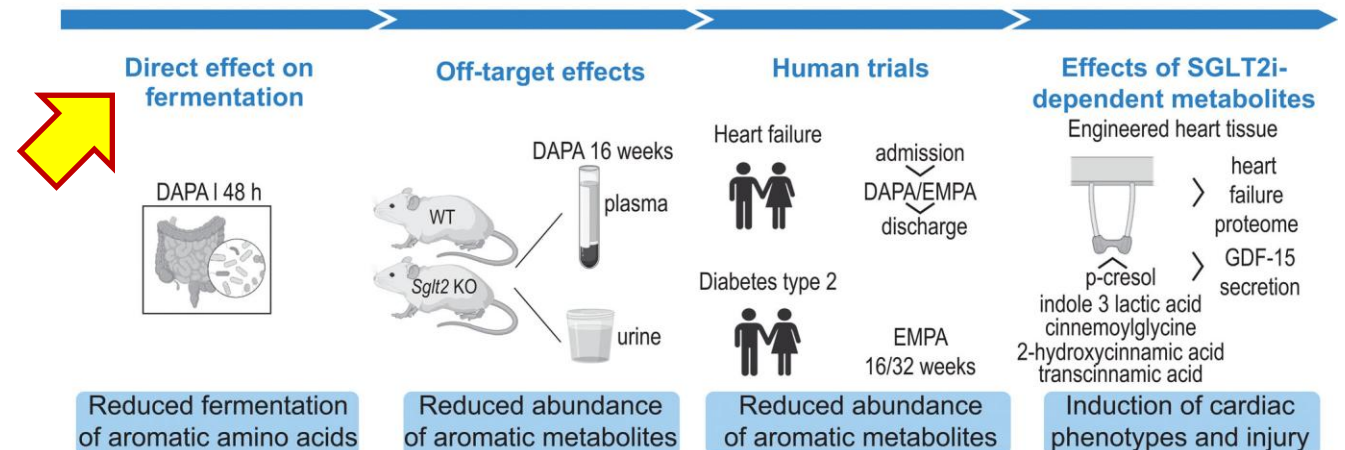 Direct effect on
fermentation
DAPA I 48 h
Reduced fermentation
of aromatic amino acids
Off-target effects
DAPA 16 weeks
plasma
WT
Sglt2 KO
urine
Reduced abundance
of aromatic metabolites
Human trials
Heart failure
admission
DAPA/EMPA
discharge
Diabetes type 2
EMPA
16/32 weeks
Reduced abundance
of aromatic metabolites
Effects of SGLT2i-
dependent metabolites
Engineered heart tissue
heart
failure
proteome
GDF-15
secretion
p-cresol
indole 3 lactic acid
cinnemoylglycine
2-hydroxycinnamic acid
transcinnamic acid
Induction of cardiac
phenotypes and injury